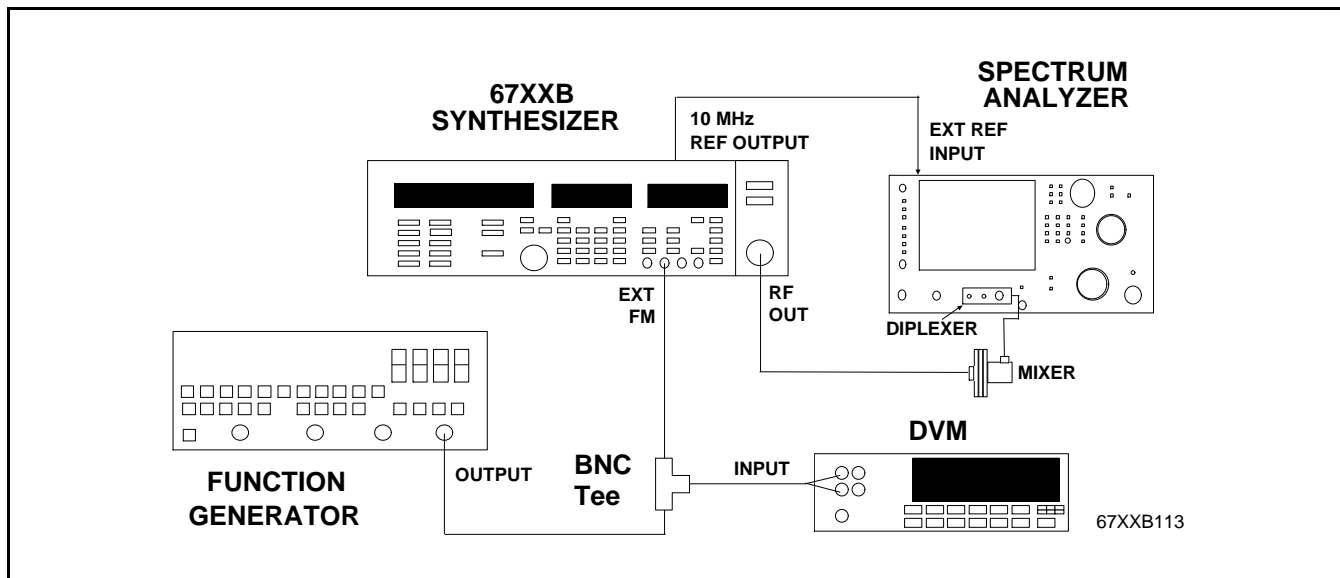 67XXB
SYNTHESIZER
SPECTRUM
ANALYZER
10 MHz
REF OUTPUT
EXT REF
INPUT
EXT
FM
RF
OUT
DIPLEXER
MIXER
FUNCTION
GENERATOR
OUTPUT
BNC
Tee
INPUT
DVM
67XXB113